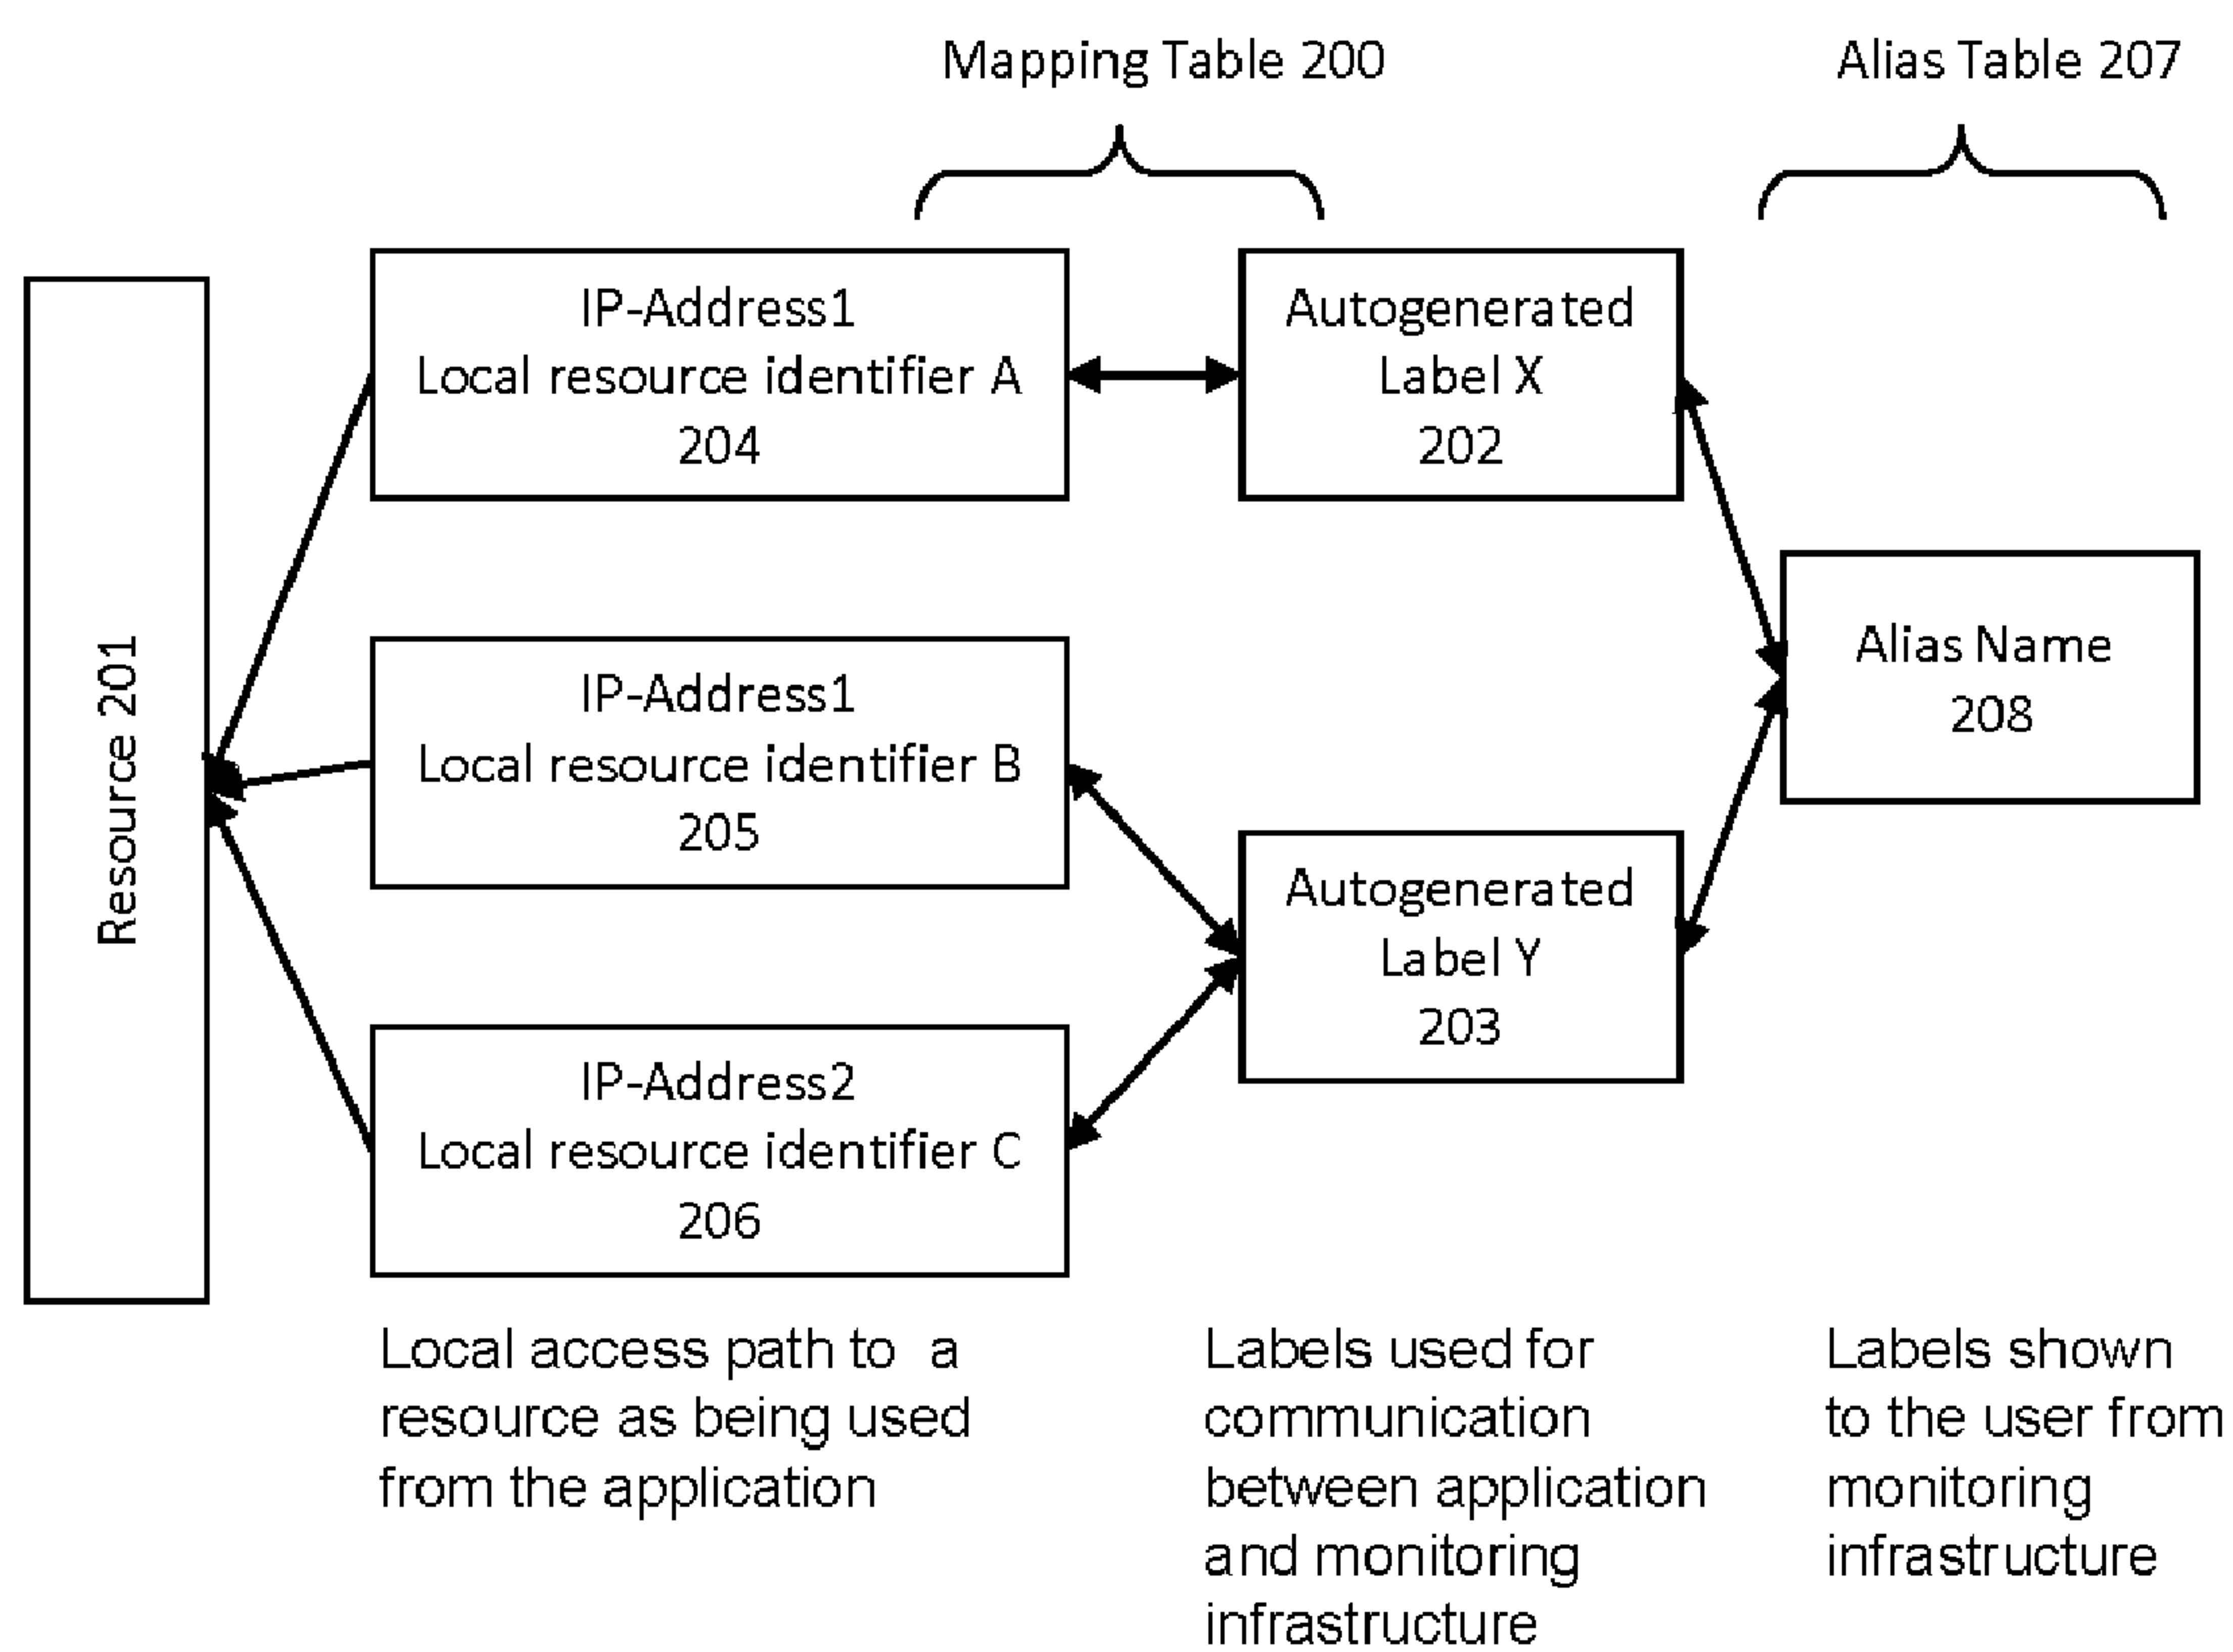 Mapping Table 200
Alias Table 207
Resource 201
IP-Address1
Local resource identifier A
204
Autogenerated
Label X
202
IP-Address1
Local resource identifier B
205
Alias Name
208
Autogenerated
Label Y
203
IP-Address2
Local resource identifier C
206
Local access path to a
resource as being used
from the application
Labels used for
communication
between application
and monitoring
infrastructure
Labels shown
to the user from
monitoring
infrastructure